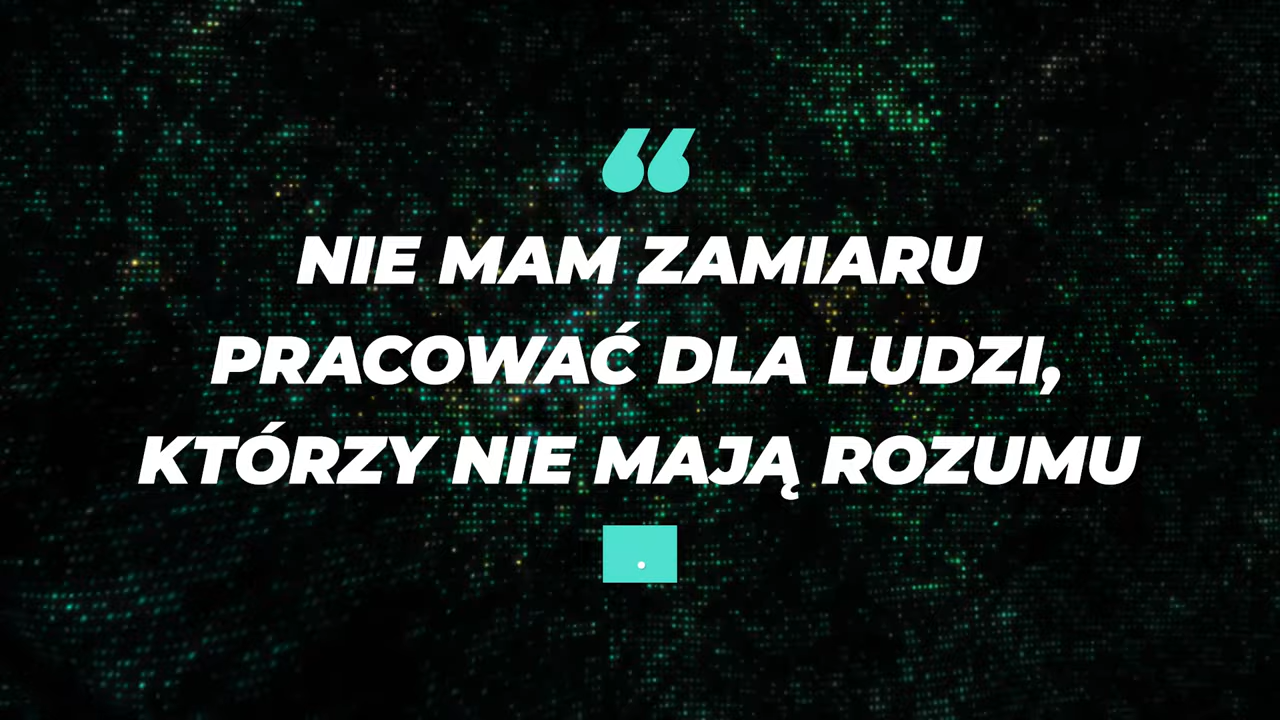 “
NIE MAM ZAMIARU
PRACOWAĆ DLA LUDZI,
KTÓRZY NIE MAJĄ ROZUMU
.